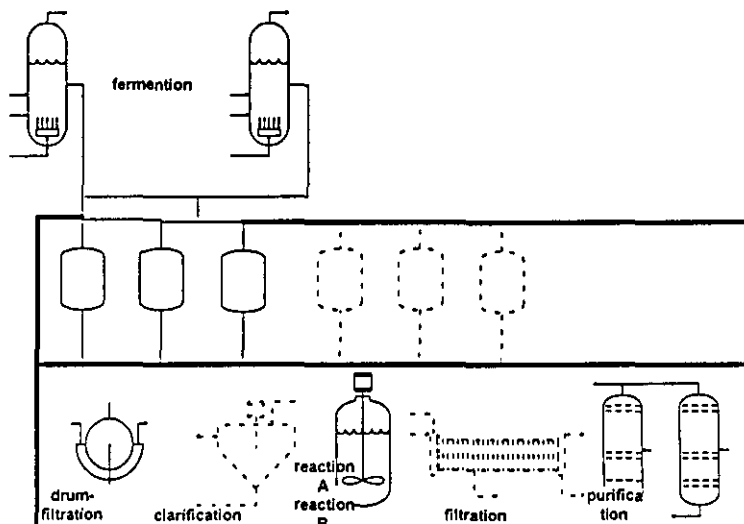 fermention
reaction
A
reaction
B
drum-
filtration
clarification
filtration
purifica
tion